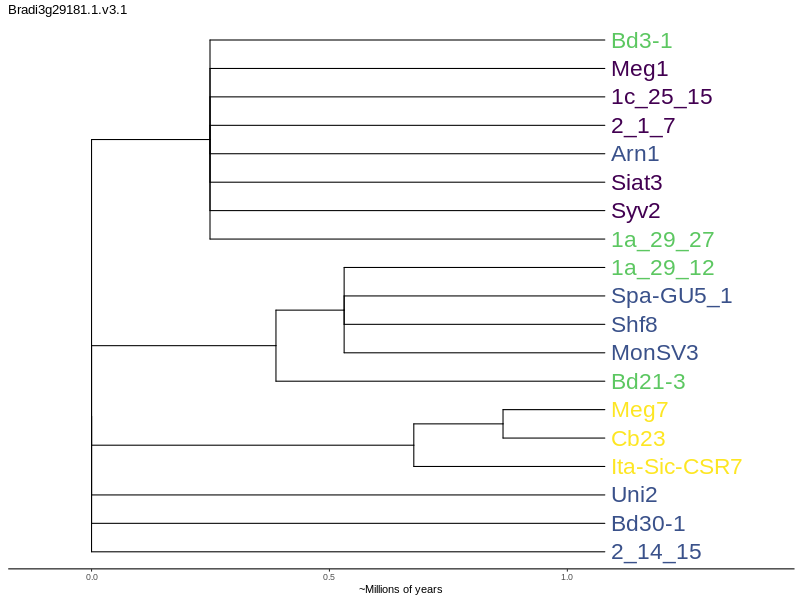 Bradi3g29181.1.v3.1
Bd3-1
Meg1
1c_25_15
2_1_7
Arn1
Siat3
Syv2
1a_29_27
1a_29_12
Spa-GU5_1
Shf8
MonSV3
Bd21-3
Meg7
Cb23
Ita-Sic-CSR7
Uni2
Bd30-1
2_14_15
0.0 0.5 1.0
~Millions of years